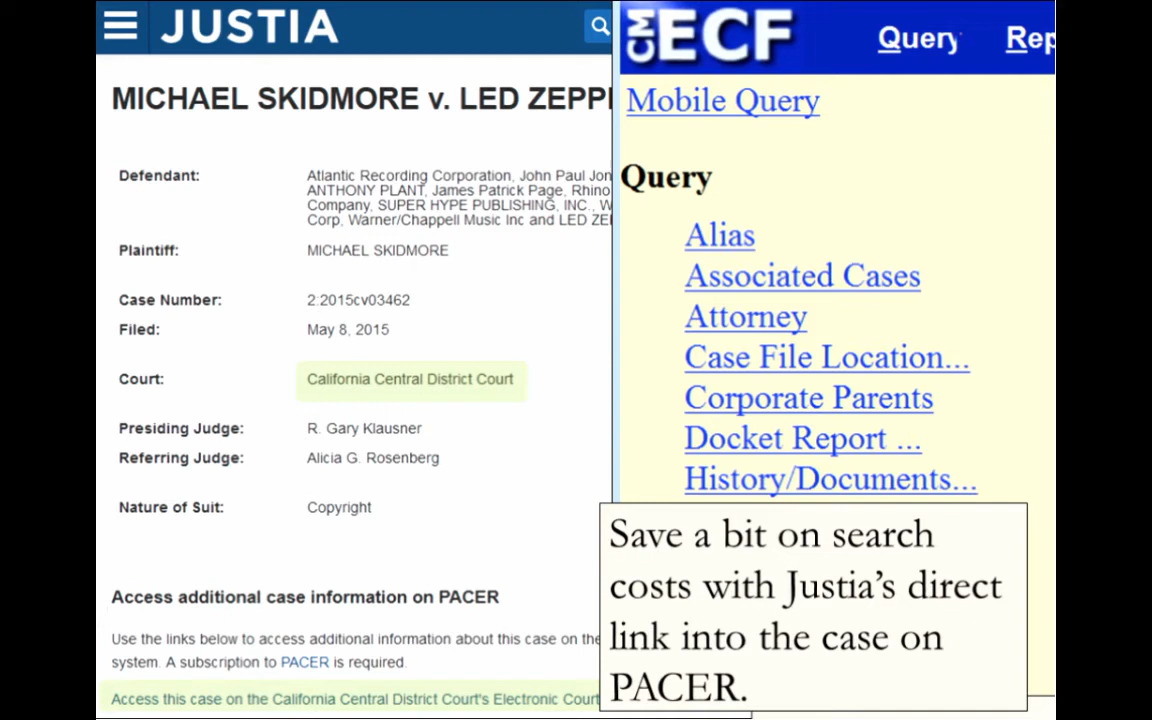 JUSTIA
MICHAEL SKIDMORE v. LED ZEPPI
Defendant: Atlantic Recording Corporation, John Paul Jon
ANTHONY PLANT, James Patrick Page, Rhino
Company, SUPER HYPE PUBLISHING, INC., W
Corp, Warner/Chappell Music Inc and LED ZE
Plaintiff: MICHAEL SKIDMORE
Case Number: 2:2015cv03462
Filed: May 8, 2015
Court: California Central District Court
Presiding Judge: R. Gary Klausner
Referring Judge: Alicia G. Rosenberg
Nature of Suit: Copyright
Access additional case information on PACER
Use the links below to access additional information about this case on the
system. A subscription to PACER is required.
Access this case on the California Central District Court's Electronic Court
CM ECF Query Rep
Mobile Query
Query
Alias
Associated Cases
Attorney
Case File Location...
Corporate Parents
Docket Report ...
History/Documents...
Save a bit on search
costs with Justia's direct
link into the case on
PACER.